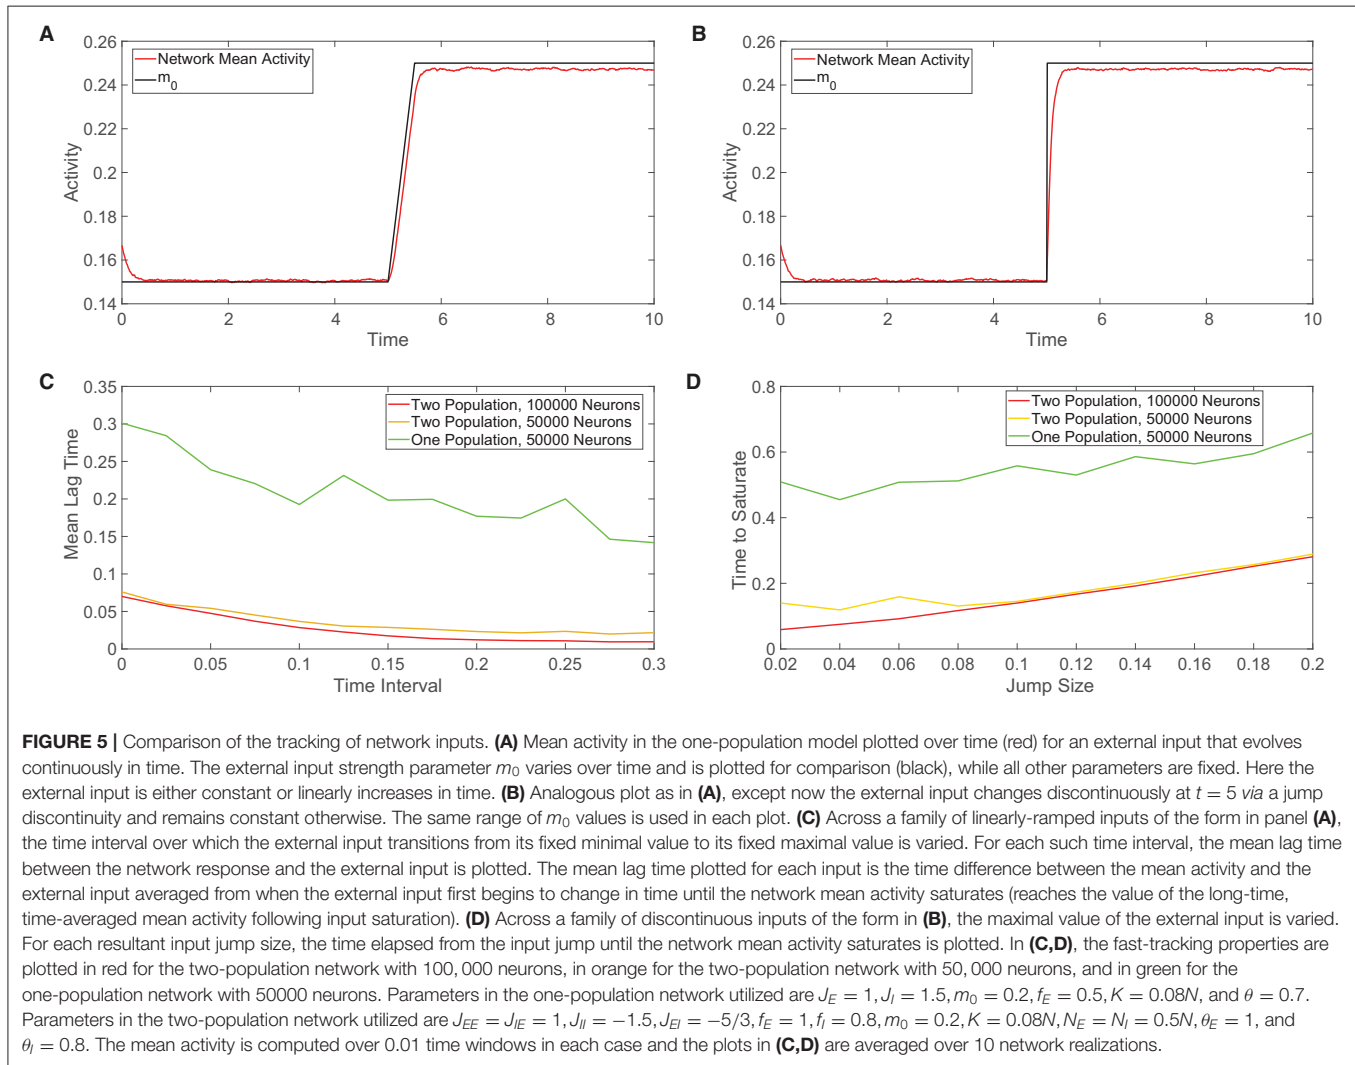 A
0.26
0.24
0.22
0.2
0.18
0.16
0.14
Activity
Network Mean Activity
m0
0
2
4
6
8
10
Time
B
0.26
0.24
0.22
0.2
0.18
0.16
0.14
Activity
Network Mean Activity
m0
0
2
4
6
8
10
Time
C
0.35
0.3
0.25
0.2
0.15
0.1
0.05
0
Mean Lag Time
Two Population, 100000 Neurons
Two Population, 50000 Neurons
One Population, 50000 Neurons
0
0.05
0.1
0.15
0.2
0.25
0.3
Time Interval
D
0.8
0.6
0.4
0.2
0
Time to Saturate
Two Population, 100000 Neurons
Two Population, 50000 Neurons
One Population, 50000 Neurons
0.02
0.04
0.06
0.08
0.1
0.12
0.14
0.16
0.18
0.2
Jump Size
FIGURE 5 | Comparison of the tracking of network inputs. (A) Mean activity in the one-population model plotted over time (red) for an external input that evolves
continuously in time. The external input strength parameter m0 varies over time and is plotted for comparison (black), while all other parameters are fixed. Here the
external input is either constant or linearly increases in time. (B) Analogous plot as in (A), except now the external input changes discontinuously at t = 5 via a jump
discontinuity and remains constant otherwise. The same range of m0 values is used in each plot. (C) Across a family of linearly-ramped inputs of the form in panel (A),
the time interval over which the external input transitions from its fixed minimal value to its fixed maximal value is varied. For each such time interval, the mean lag time
between the network response and the external input is plotted. The mean lag time plotted for each input is the time difference between the mean activity and the
external input averaged from when the external input first begins to change in time until the network mean activity saturates (reaches the value of the long-time,
time-averaged mean activity following input saturation). (D) Across a family of discontinuous inputs of the form in (B), the maximal value of the external input is varied.
For each resultant input jump size, the time elapsed from the input jump until the network mean activity saturates is plotted. In (C,D), the fast-tracking properties are
plotted in red for the two-population network with 100, 000 neurons, in orange for the two-population network with 50, 000 neurons, and in green for the
one-population network with 50000 neurons. Parameters in the one-population network utilized are JE = 1, JI = 1.5, m0 = 0.2, fE = 0.5, K = 0.08N, and θ = 0.7.
Parameters in the two-population network utilized are JEE = JIE = 1, JII = −1.5, JEI = −5/3, fE = 1, fI = 0.8, m0 = 0.2, K = 0.08N, NE = NI = 0.5N, θE = 1, and
θI = 0.8. The mean activity is computed over 0.01 time windows in each case and the plots in (C,D) are averaged over 10 network realizations.